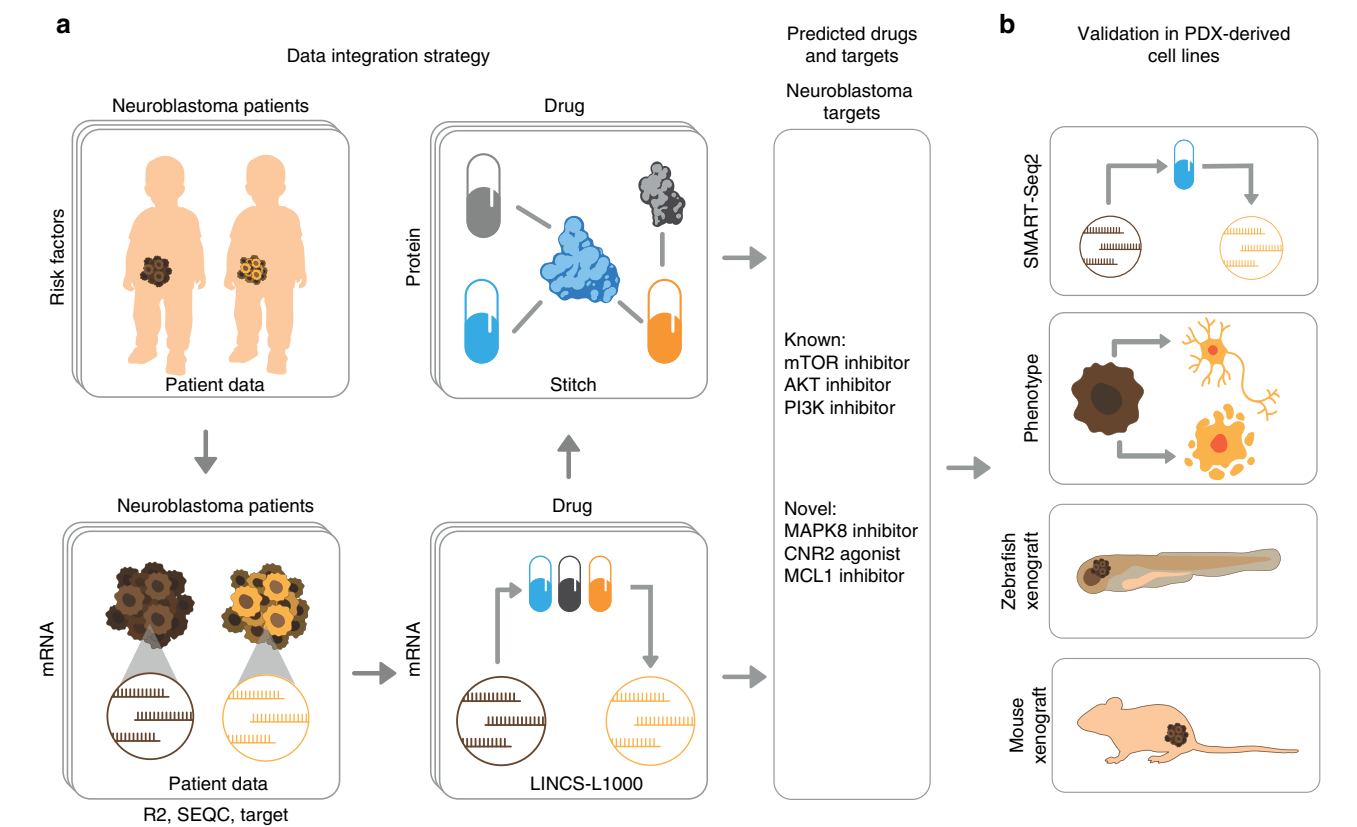 a
Data integration strategy
Neuroblastoma patients
Risk factors
Patient data
Drug
Protein
Stitch
Neuroblastoma patients
mRNA
Patient data
R2, SEQC, target
Drug
mRNA
LINCS-L1000
Predicted drugs
and targets
Neuroblastoma
targets
Known:
mTOR inhibitor
AKT inhibitor
PI3K inhibitor
Novel:
MAPK8 inhibitor
CNR2 agonist
MCL1 inhibitor
b
Validation in PDX-derived
cell lines
SMART-Seq2
Phenotype
Zebrafish
xenograft
Mouse
xenograft